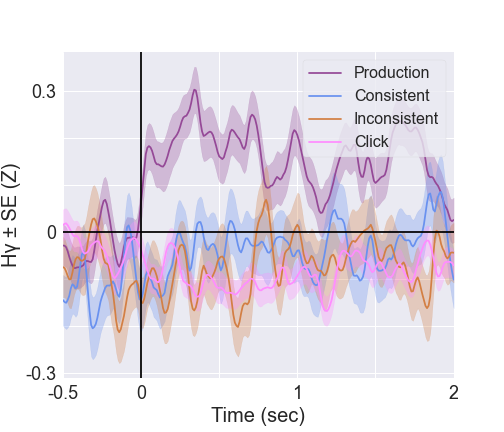 Production
Consistent
Inconsistent
Click
Hγ ± SE (Z)
0.3
0
-0.3
-0.5 0 1 2
Time (sec)